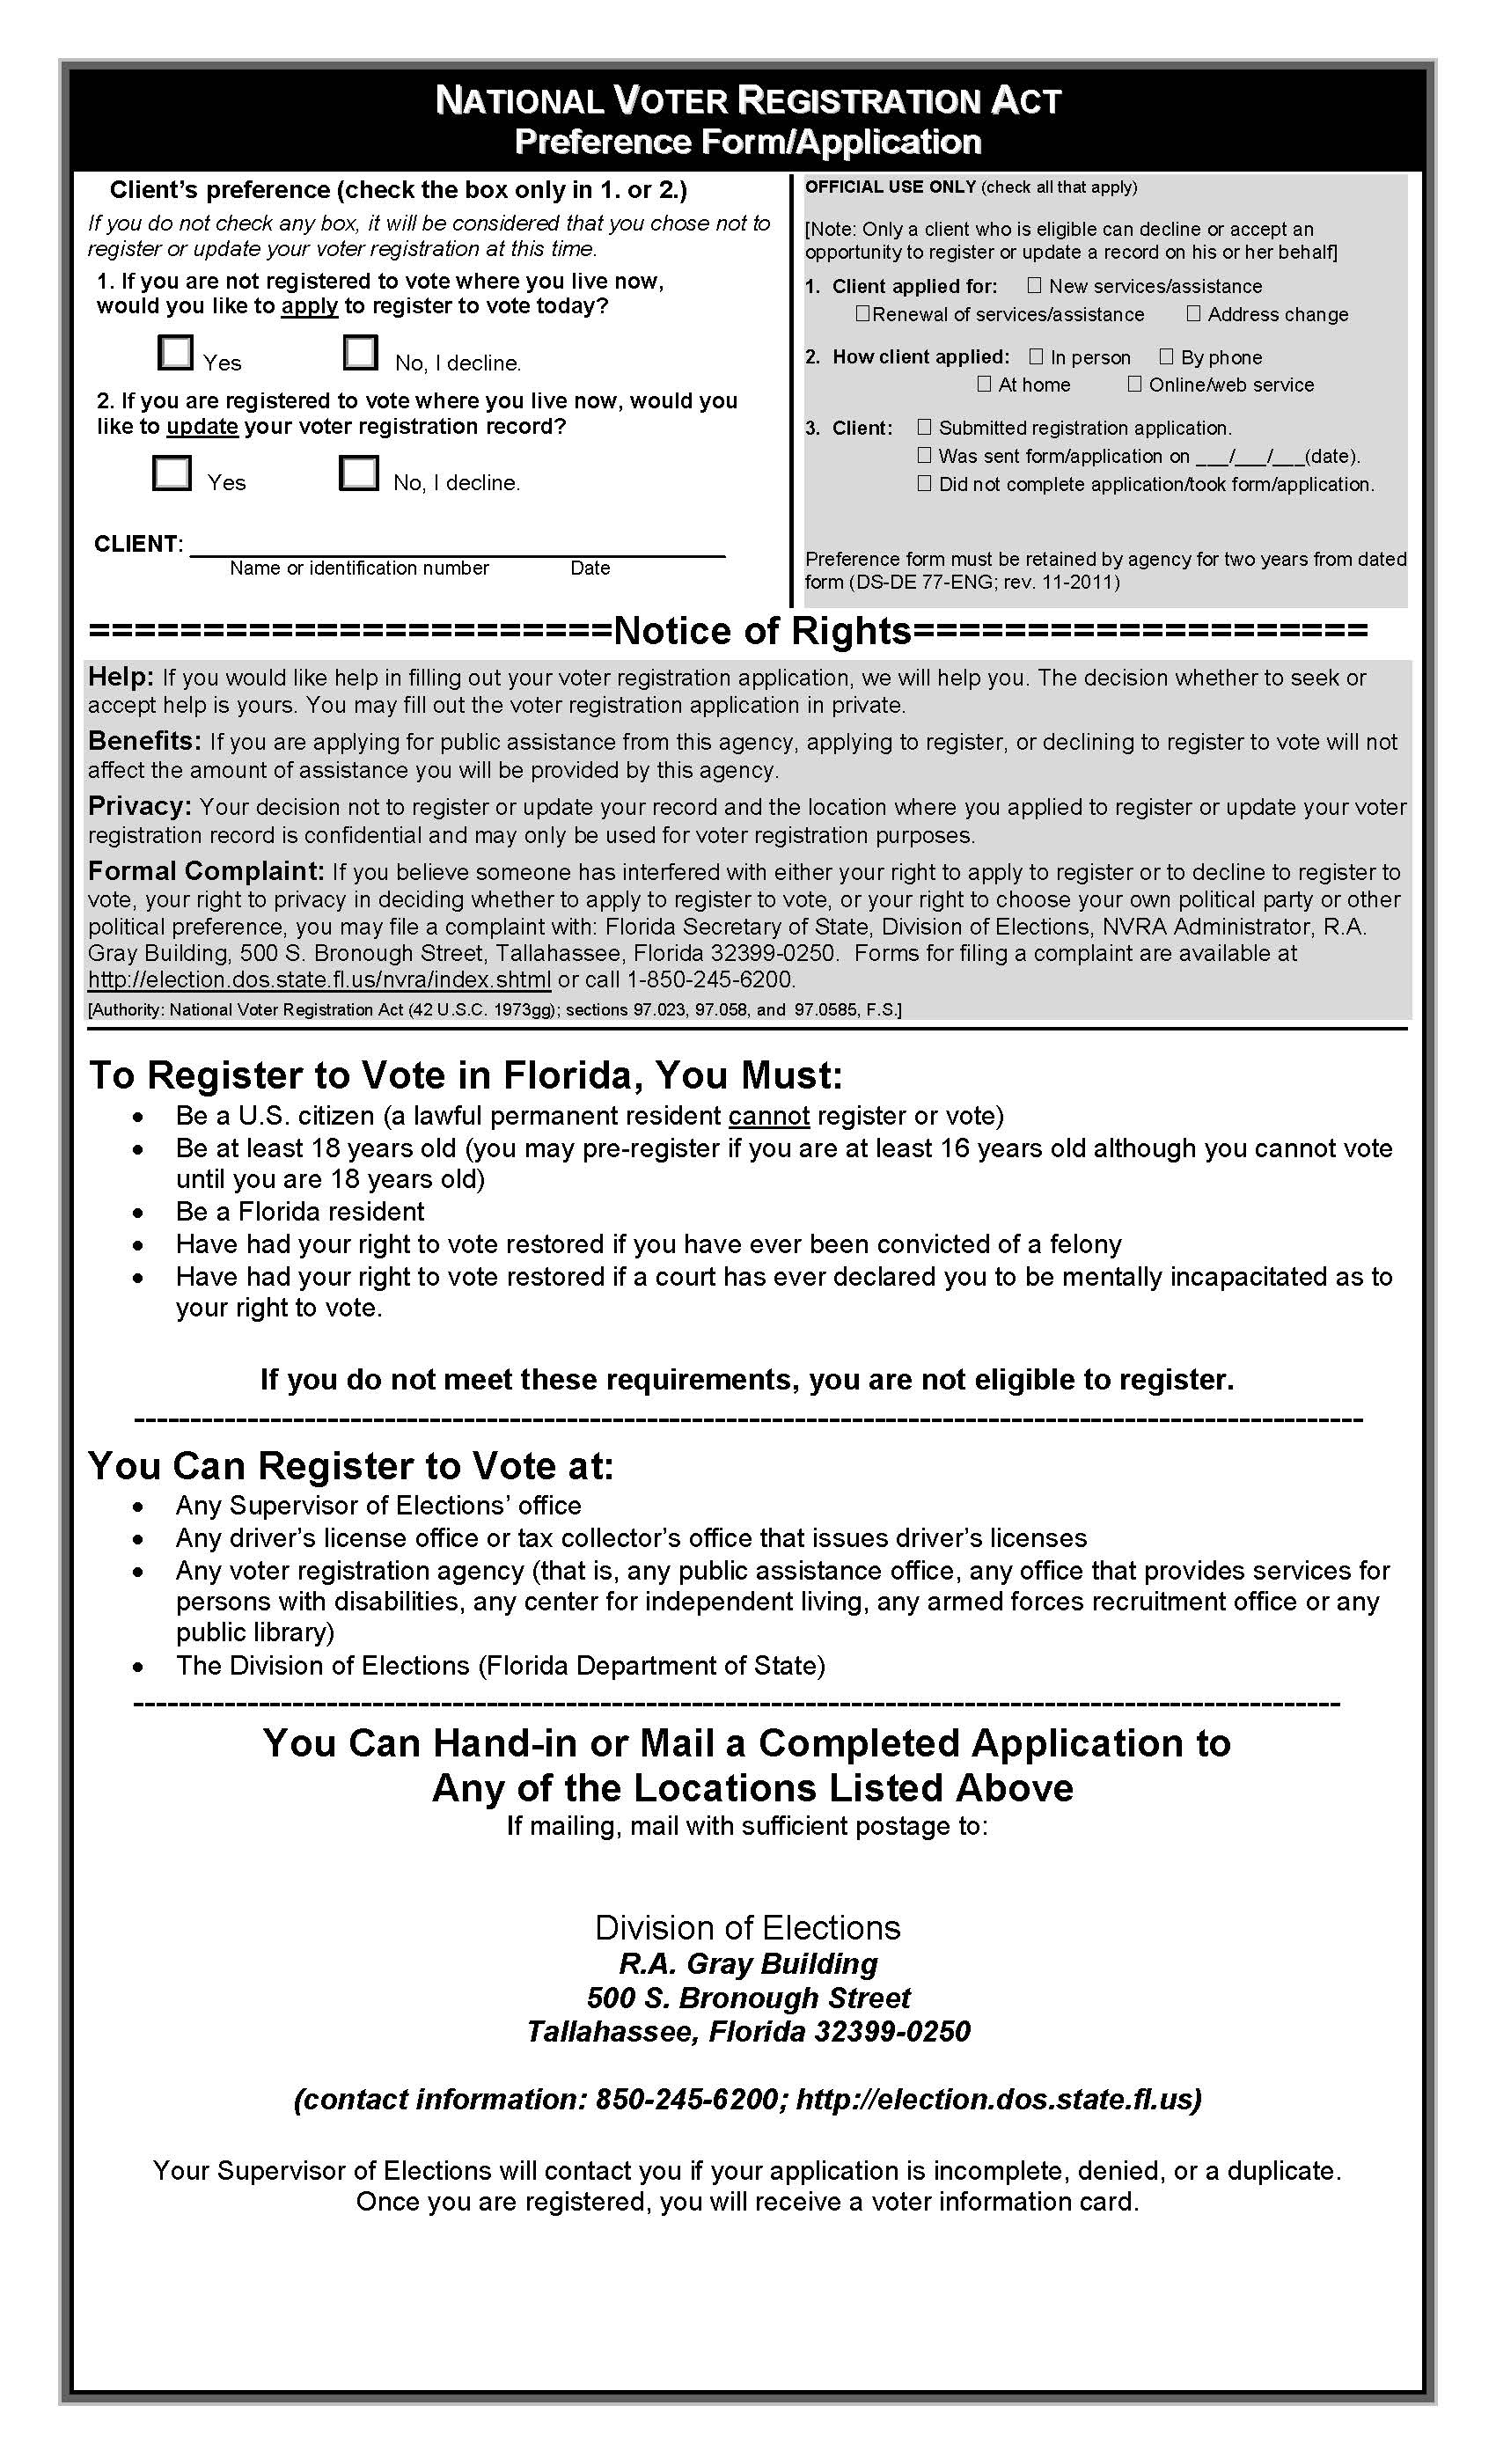 NATIONAL VOTER REGISTRATION ACT
Preference Form/Application
Client's preference (check the box only in 1. or 2.)
If you do not check any box, it will be considered that you chose not to
register or update your voter registration at this time.
1. If you are not registered to vote where you live now,
would you like to apply to register to vote today?
Yes No, I decline.
2. If you are registered to vote where you live now, would you
like to update your voter registration record?
Yes No, I decline.
CLIENT: ____________________________________________
Name or identification number Date
OFFICIAL USE ONLY (check all that apply)
[Note: Only a client who is eligible can decline or accept an
opportunity to register or update a record on his or her behalf]
1. Client applied for: □ New services/assistance
□Renewal of services/assistance □ Address change
2. How client applied: □ In person □ By phone
□ At home □ Online/web service
3. Client: □ Submitted registration application.
□ Was sent form/application on ___/___/___(date).
□ Did not complete application/took form/application.
Preference form must be retained by agency for two years from dated
form (DS-DE 77-ENG; rev. 11-2011)
=======================Notice of Rights====================
Help: If you would like help in filling out your voter registration application, we will help you. The decision whether to seek or
accept help is yours. You may fill out the voter registration application in private.
Benefits: If you are applying for public assistance from this agency, applying to register, or declining to register to vote will not
affect the amount of assistance you will be provided by this agency.
Privacy: Your decision not to register or update your record and the location where you applied to register or update your voter
registration record is confidential and may only be used for voter registration purposes.
Formal Complaint: If you believe someone has interfered with either your right to apply to register or to decline to register to
vote, your right to privacy in deciding whether to apply to register to vote, or your right to choose your own political party or other
political preference, you may file a complaint with: Florida Secretary of State, Division of Elections, NVRA Administrator, R.A.
Gray Building, 500 S. Bronough Street, Tallahassee, Florida 32399-0250. Forms for filing a complaint are available at
http://election.dos.state.fl.us/nvra/index.shtml or call 1-850-245-6200.
[Authority: National Voter Registration Act (42 U.S.C. 1973gg); sections 97.023, 97.058, and 97.0585, F.S.]
To Register to Vote in Florida, You Must:
• Be a U.S. citizen (a lawful permanent resident cannot register or vote)
• Be at least 18 years old (you may pre-register if you are at least 16 years old although you cannot vote
until you are 18 years old)
• Be a Florida resident
• Have had your right to vote restored if you have ever been convicted of a felony
• Have had your right to vote restored if a court has ever declared you to be mentally incapacitated as to
your right to vote.
If you do not meet these requirements, you are not eligible to register.
------------------------------------------------------------------------------------------------------------
You Can Register to Vote at:
• Any Supervisor of Elections' office
• Any driver's license office or tax collector's office that issues driver's licenses
• Any voter registration agency (that is, any public assistance office, any office that provides services for
persons with disabilities, any center for independent living, any armed forces recruitment office or any
public library)
• The Division of Elections (Florida Department of State)
----------------------------------------------------------------------------------------------------------
You Can Hand-in or Mail a Completed Application to
Any of the Locations Listed Above
If mailing, mail with sufficient postage to:
Division of Elections
R.A. Gray Building
500 S. Bronough Street
Tallahassee, Florida 32399-0250
(contact information: 850-245-6200; http://election.dos.state.fl.us)
Your Supervisor of Elections will contact you if your application is incomplete, denied, or a duplicate.
Once you are registered, you will receive a voter information card.